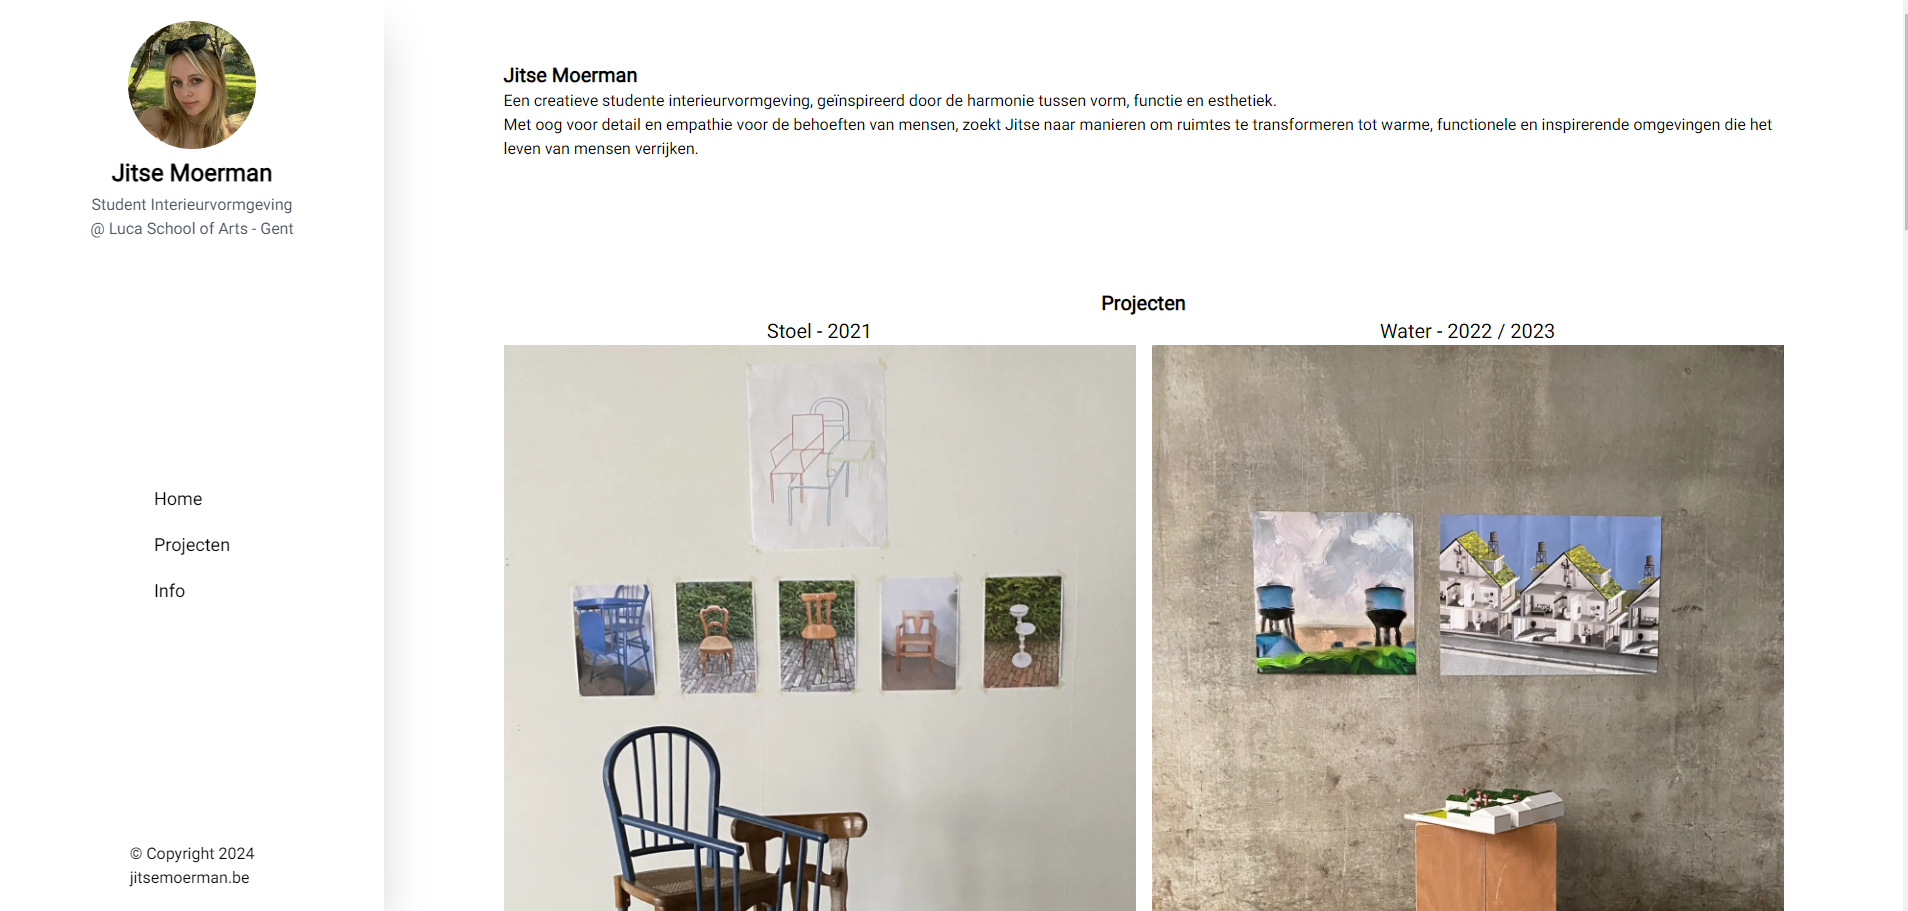 Jitse Moerman
Student Interieurvormgeving
@ Luca School of Arts - Gent
Home
Projecten
Info
© Copyright 2024
jitsemoerman.be
Jitse Moerman
Een creatieve studente interieurvormgeving, geïnspireerd door de harmonie tussen vorm, functie en esthetiek.
Met oog voor detail en empathie voor de behoeften van mensen, zoekt Jitse naar manieren om ruimtes te transformeren tot warme, functionele en inspirerende omgevingen die het
leven van mensen verrijken.
Projecten
Stoel - 2021
Water - 2022 / 2023